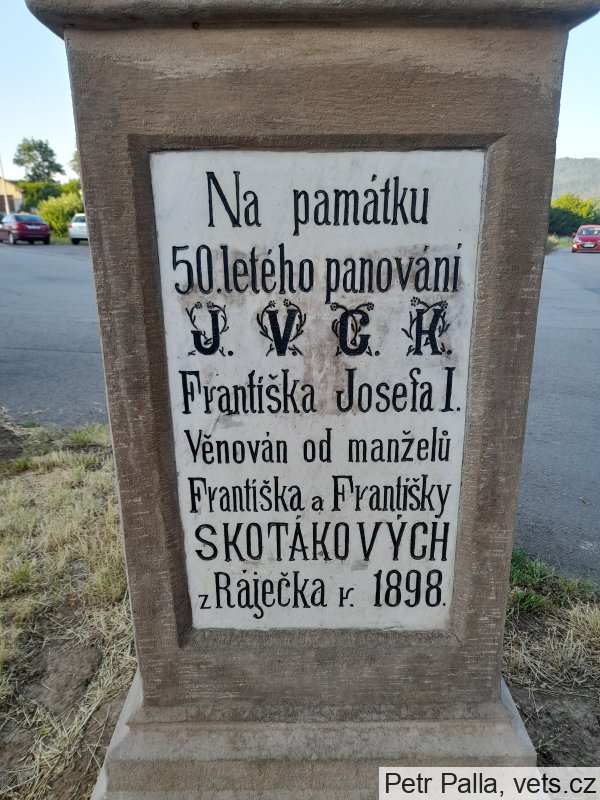 Na památku
50.letého panování
J. V. C. K.
Františka Josefa I.
Věnován od manželů
Františka a Františky
SKOTÁKOVÝCH
z Ráječka r. 1898.
Petr Palla, vets.cz